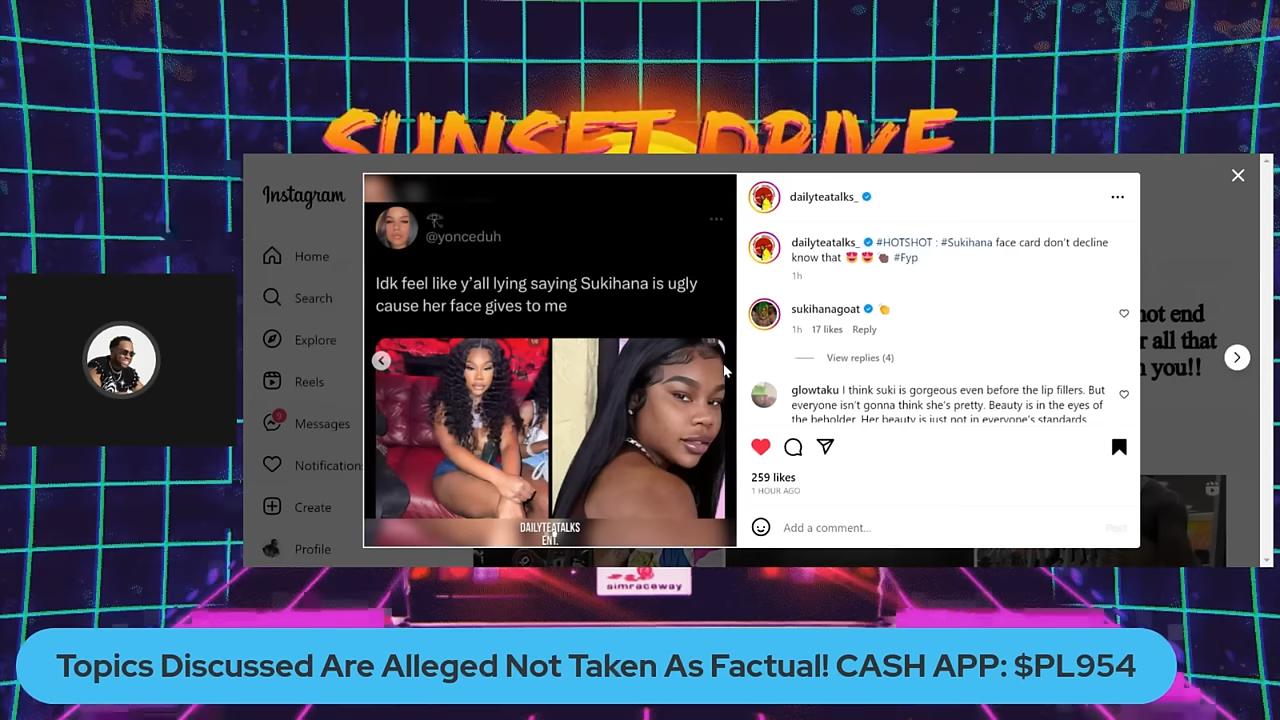 SUNSET DRIVE
Instagram
Home
Search
Explore
Reels
9
Messages
Notification
Create
Profile
@yonceduh
Idk feel like y'all lying saying Sukihana is ugly
cause her face gives to me
DAILYTEATALKS
ENT.
dailyteatalks_
dailyteatalks_ #HOTSHOT : #Sukihana face card don't decline
know that 😍😍 👏🏿 #Fyp
1h
sukihanagoat 👏
1h 17 likes Reply
View replies (4)
glowtaku I think suki is gorgeous even before the lip fillers. But
everyone isn't gonna think she's pretty. Beauty is in the eyes of
the beholder. Her beauty is just not in everyone's standards
259 likes
1 HOUR AGO
Add a comment...
Post
not end
r all that
you!!
simraceway
Topics Discussed Are Alleged Not Taken As Factual! CASH APP: $PL954